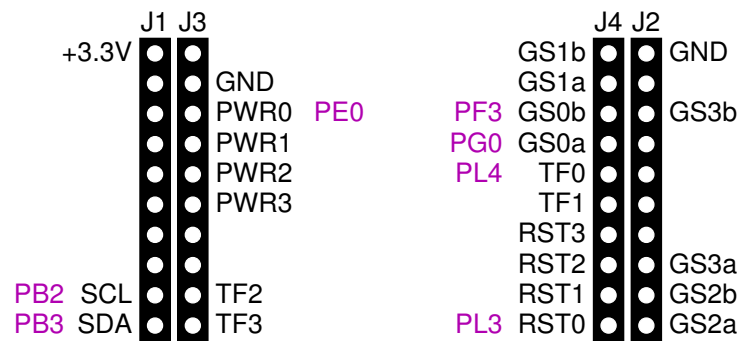 J1 J3 J4 J2
+3.3V GS1b GND
GND GS1a
PWR0 PE0 PF3 GS0b GS3b
PWR1 PG0 GS0a
PWR2 PL4 TF0
PWR3 TF1
RST3
RST2 GS3a
PB2 SCL TF2 RST1 GS2b
PB3 SDA TF3 PL3 RST0 GS2a